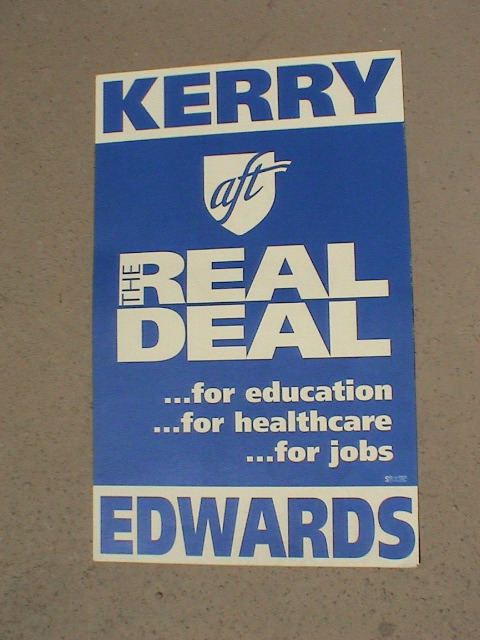 KERRY
aft
THE REAL
DEAL
...for education
...for healthcare
...for jobs
EDWARDS